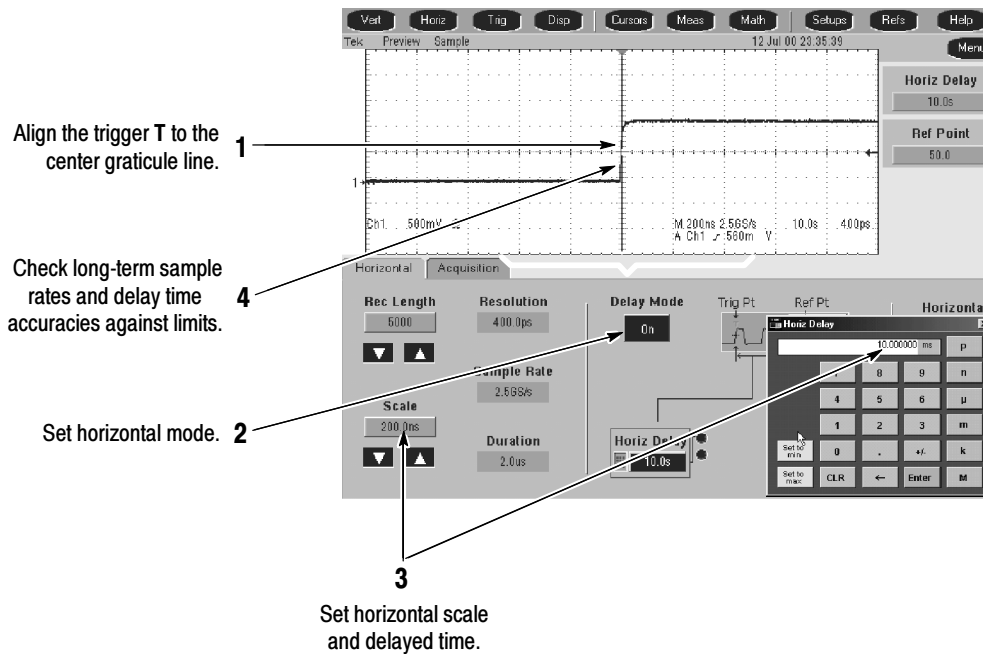 Vert Horiz Trig Disp Cursors Meas Math Setups Refs Help
Tek Preview Sample 12 Jul 00 23:35:39
Menu
Horiz Delay
10.0s
Ref Point
50.0
Align the trigger T to the
center graticule line.
1
1
Ch1 500mV Ω
M 200ns 2.5GS/s 10.0s 400ps
A Ch1 560m V
Check long-term sample
rates and delay time
accuracies against limits.
4
Horizontal Acquisition
Rec Length
5000
Resolution
400.0ps
Sample Rate
2.5GS/s
Scale
200.0ns
Duration
2.0us
Delay Mode
On
Trig Pt Ref Pt
Horizonta
Horiz Delay
10.0s
Horiz Delay
10.000000 ms p
7 8 9 n
4 5 6 µ
1 2 3 m
Set to
min
0 . +/- k
Set to
max
CLR ← Enter M
Set horizontal mode.
2
3
Set horizontal scale
and delayed time.